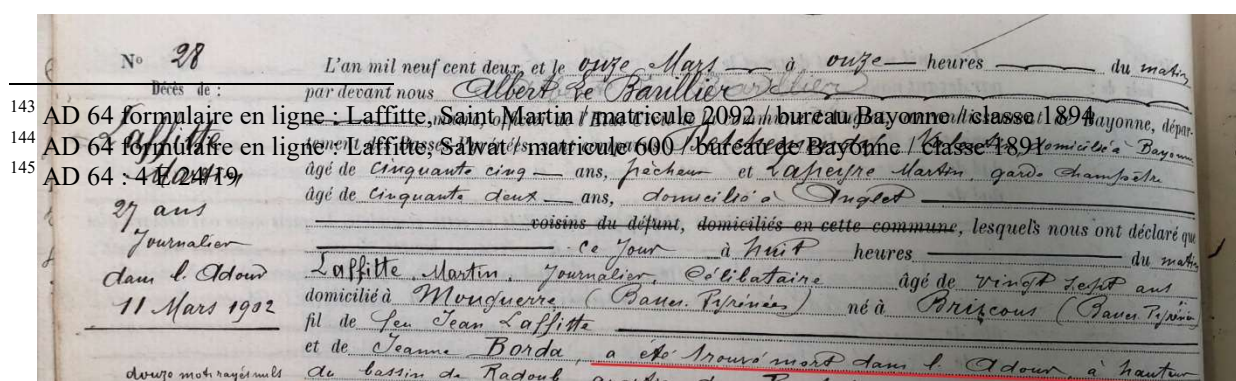 N° 28
Décès de :
Laffitte
Martin
27 ans
Journalier
dans l. Adour
11 Mars 1902
douze mots rayés nuls
L'an mil neuf cent deux, et le onze Mars à onze heures du matin
par devant nous Albert Le Barillier
âgé de Cinquante cinq ans, pêcheur et Lapeyre Martin, garde champêtre
âgé de Cinquante deux ans, domicilié à Anglet
voisins du défunt, domiciliés en cette commune, lesquels nous ont déclaré que
ce Jour à huit heures du matin
Laffitte Martin, Journalier, Célibataire âgé de Vingt Sept ans
domicilié à Mouguerre (Basses Pyrénées) né à Briscous (Basses Pyrénées)
fil de feu Jean Laffitte
et de Jeanne Borda, a été trouvé mort dans l. Adour, à hauteur
du bassin de Radoub
143 AD 64 formulaire en ligne : Laffitte, Saint Martin / matricule 2092 / bureau Bayonne / classe 1894
144 AD 64 formulaire en ligne : Laffitte, Salvat / matricule 600 / bureau de Bayonne / classe 1891
145 AD 64 : 4 E 24/19